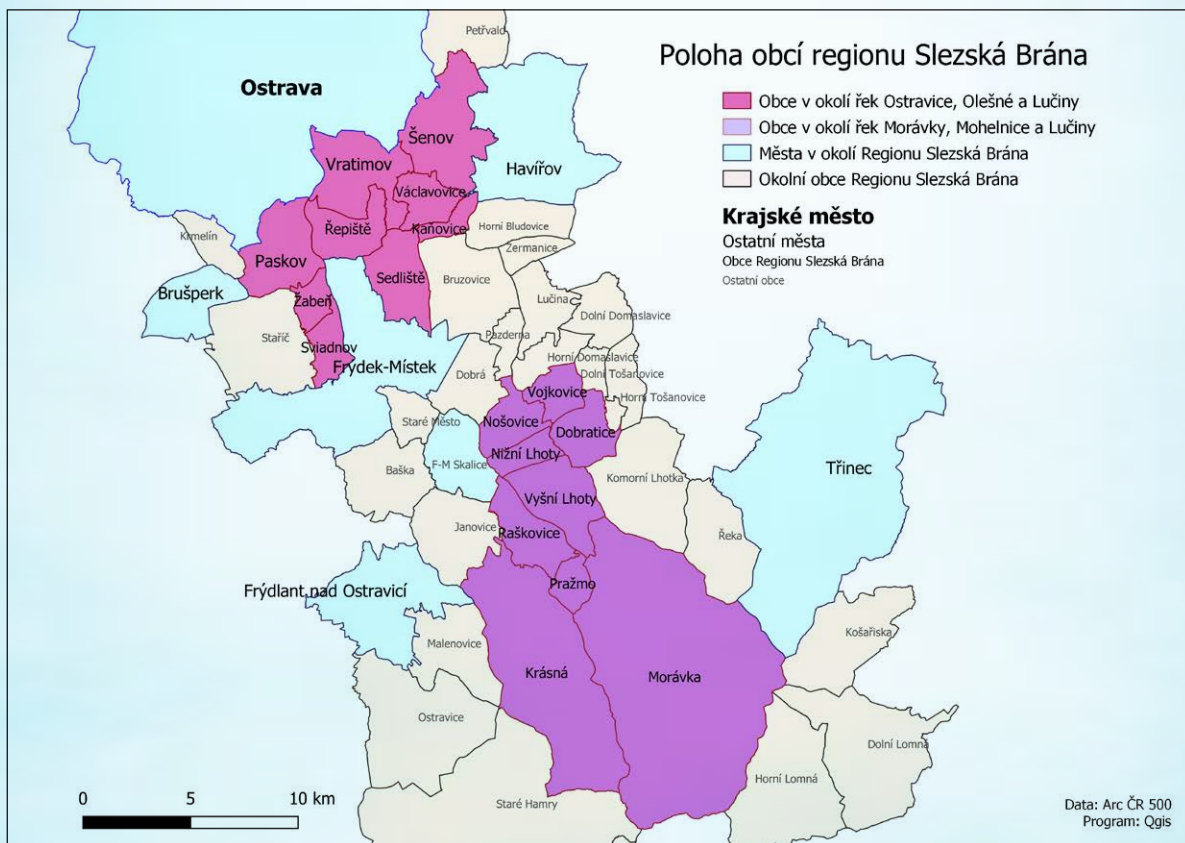 Poloha obcí regionu Slezská Brána
Obce v okolí řek Ostravice, Olešné a Lučiny
Obce v okolí řek Morávky, Mohelnice a Lučiny
Města v okolí Regionu Slezská Brána
Okolní obce Regionu Slezská Brána
Krajské město
Ostatní města
Obce Regionu Slezská Brána
Ostatní obce
Petřvald
Ostrava
Šenov
Vratimov
Havířov
Václavovice
Řepiště
Kaňovice
Horní Bludovice
Krmelín
Žermanice
Paskov
Sedliště
Bruzovice
Brušperk
Žabeň
Lučina
Dolní Domaslavice
Staříč
Sviadnov
Pazderna
Horní Domaslavice
Frýdek-Místek
Dobrá
Dolní Tošanovice
Vojkovice
Horní Tošanovice
Staré Město
Nošovice
Dobratice
Nižní Lhoty
Baška
F-M Skalice
Třinec
Komorní Lhotka
Vyšní Lhoty
Janovice
Raškovice
Řeka
Pražmo
Frýdlant nad Ostravicí
Košařiska
Malenovice
Krásná
Morávka
Ostravice
Dolní Lomná
Horní Lomná
Staré Hamry
0 5 10 km
Data: Arc ČR 500
Program: Qgis